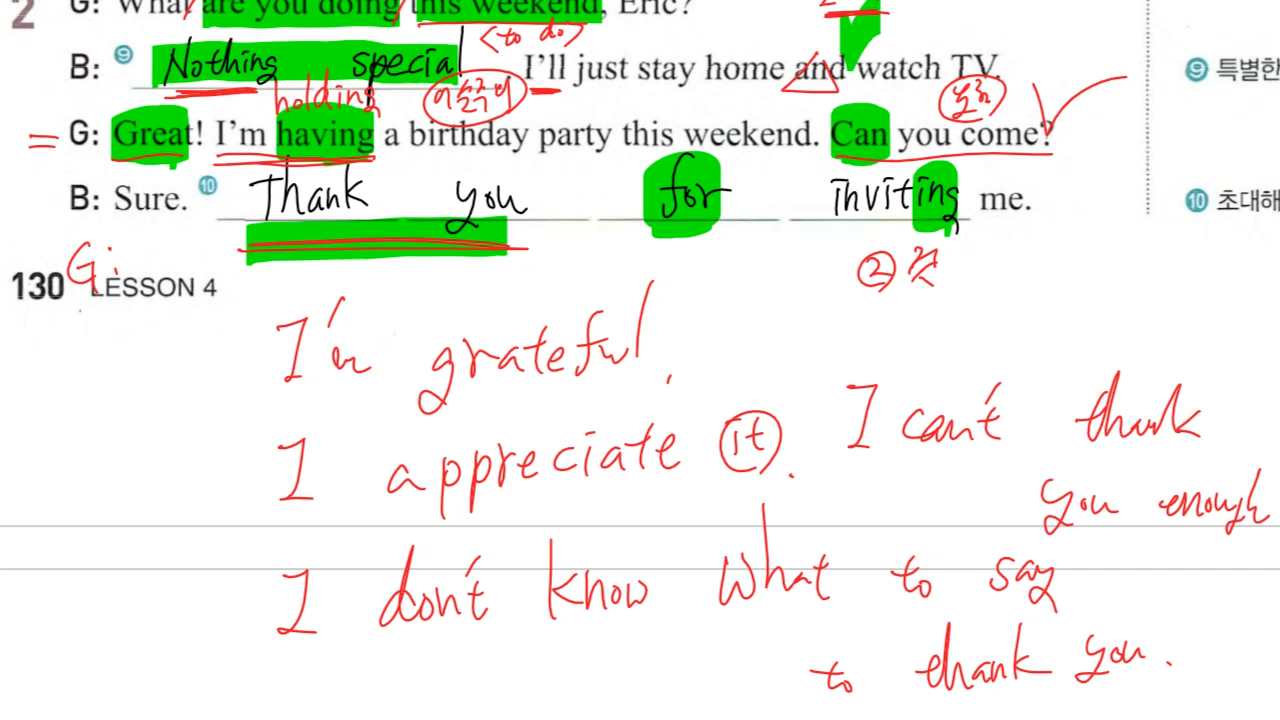 2 G: What are you doing this weekend, Eric?
<to do>
B: ⑨ Nothing special I'll just stay home and watch TV.
⑨ 특별한
holding
G: Great! I'm having a birthday party this weekend. Can you come?
B: Sure. ⑩ Thank you for inviting me.
⑩ 초대해
G:
130 LESSON 4
I'm grateful.
I appreciate it. I can't thank
you enough
I don't know what to say
to thank you.